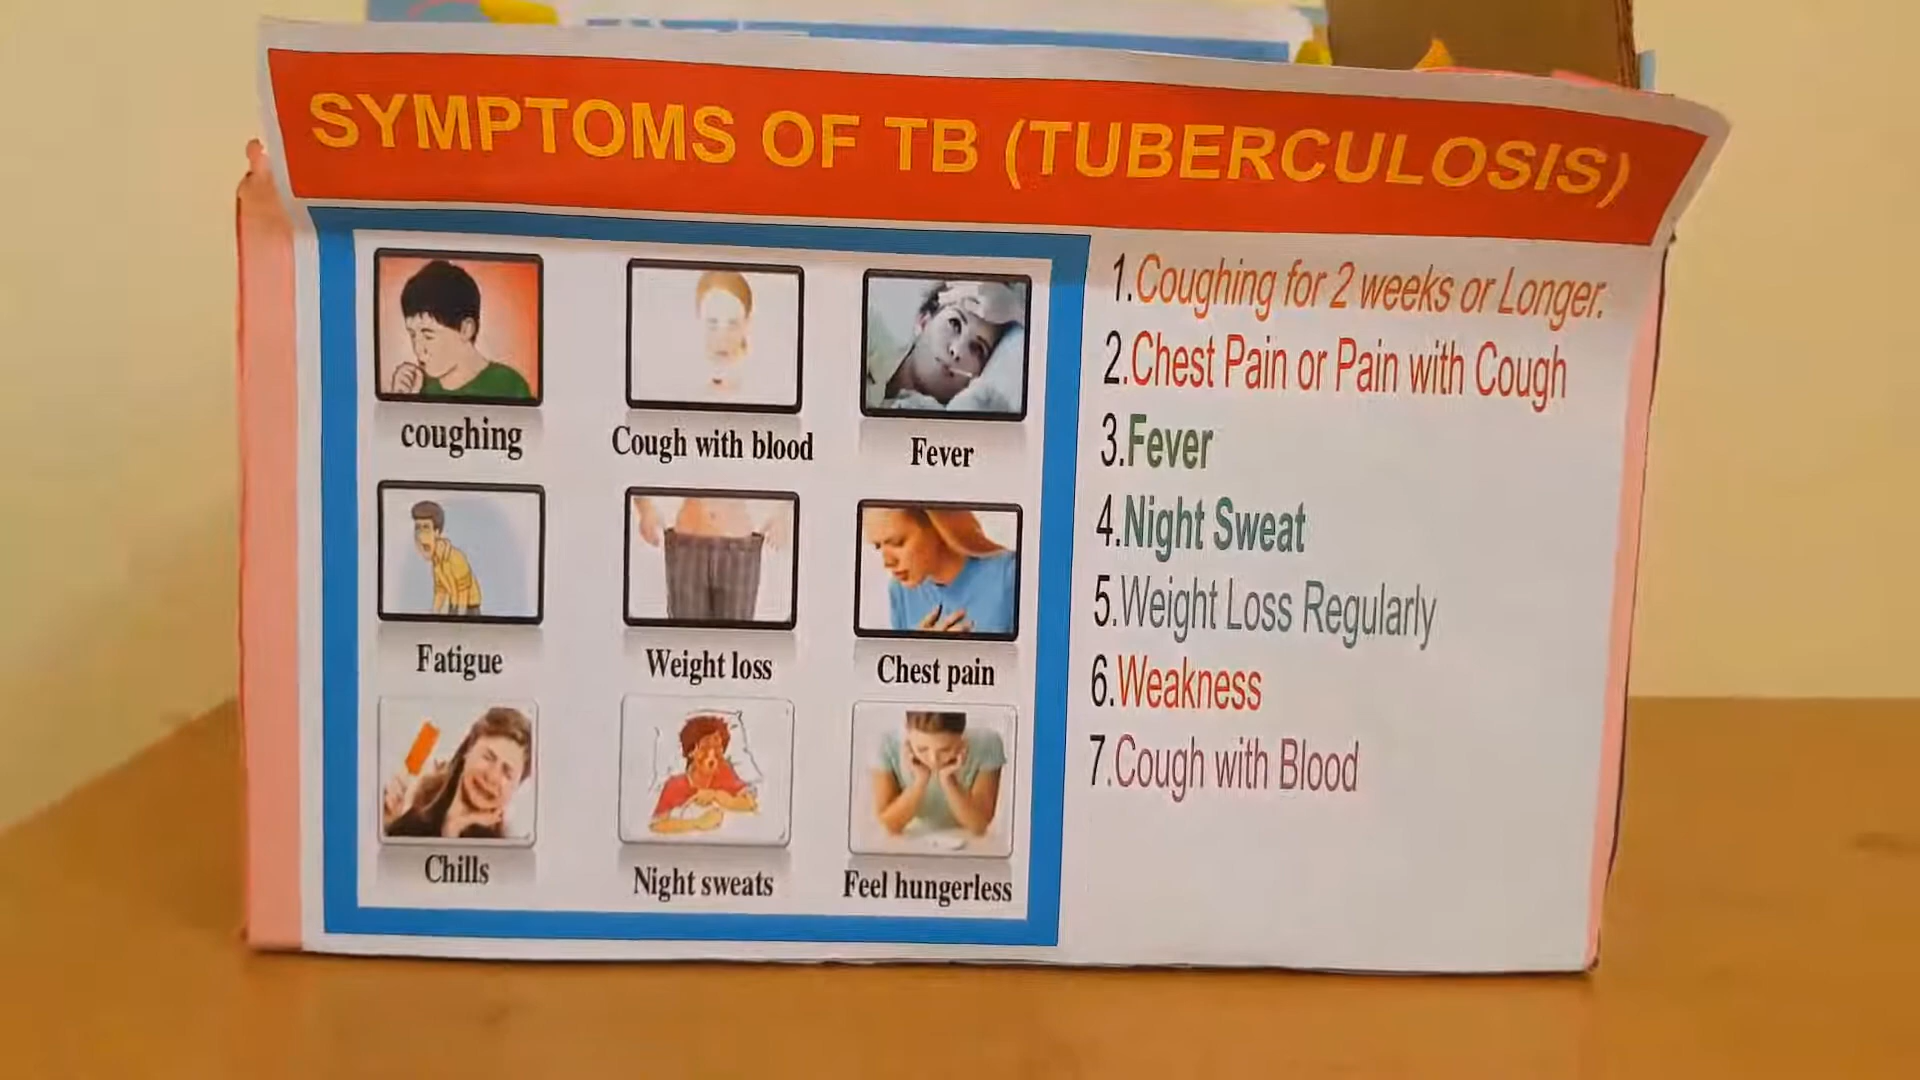 SYMPTOMS OF TB (TUBERCULOSIS)
coughing
Cough with blood
Fever
Fatigue
Weight loss
Chest pain
Chills
Night sweats
Feel hungerless
1.Coughing for 2 weeks or Longer.
2.Chest Pain or Pain with Cough
3.Fever
4.Night Sweat
5.Weight Loss Regularly
6.Weakness
7.Cough with Blood